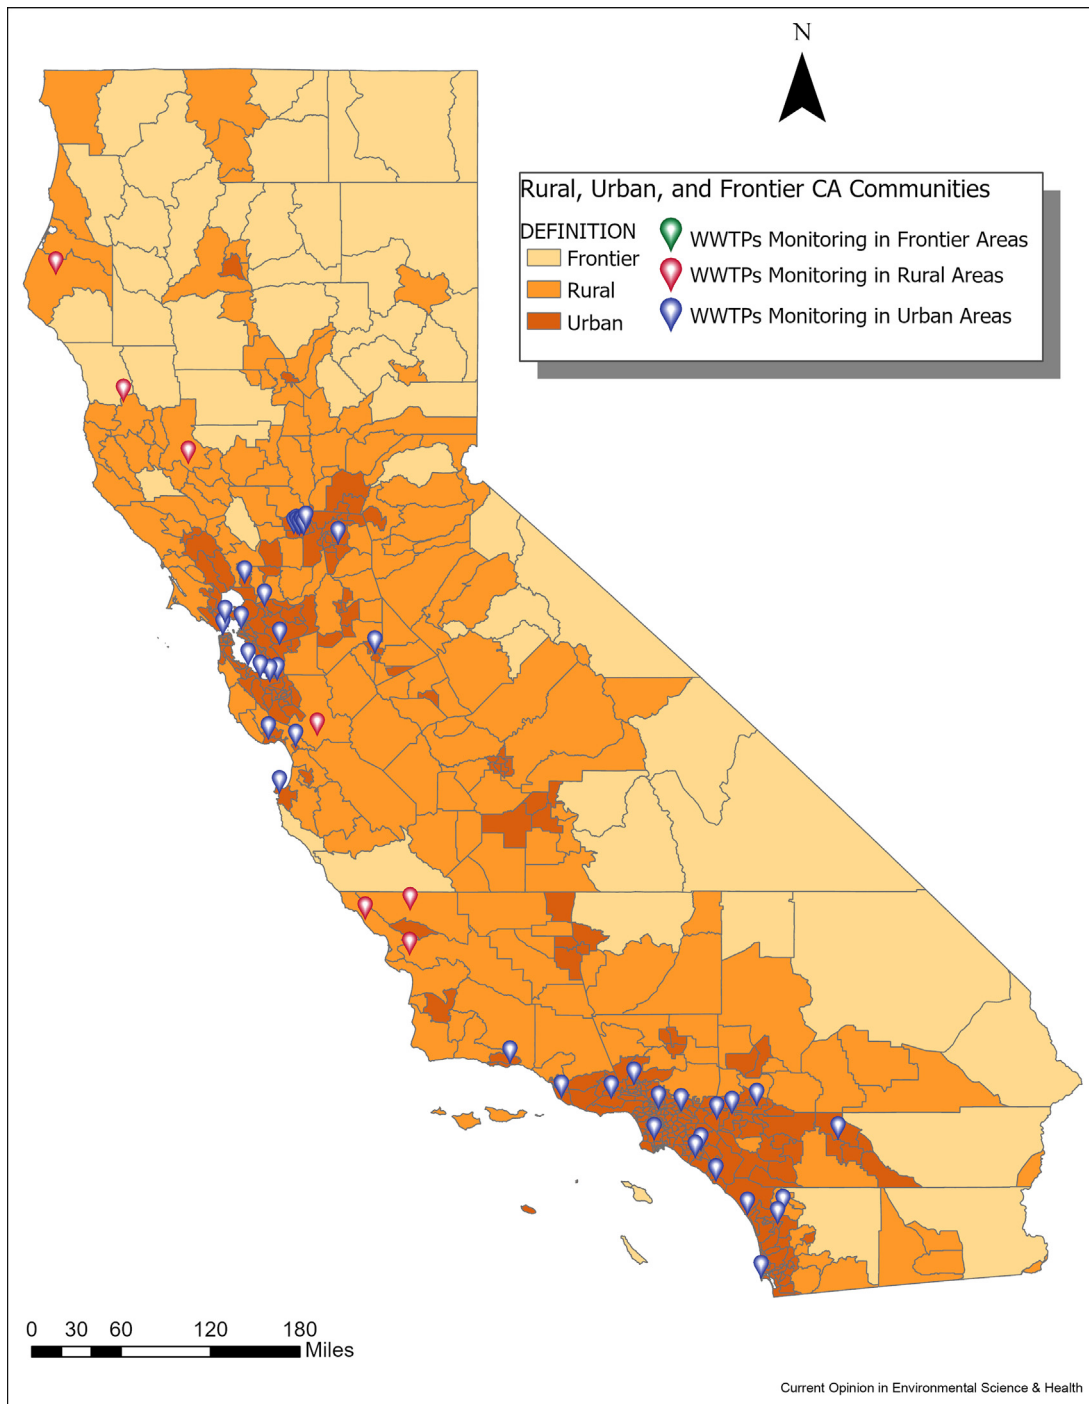 N
Rural, Urban, and Frontier CA Communities
DEFINITION
Frontier
Rural
Urban
WWTPs Monitoring in Frontier Areas
WWTPs Monitoring in Rural Areas
WWTPs Monitoring in Urban Areas
0 30 60 120 180
Miles
Current Opinion in Environmental Science & Health